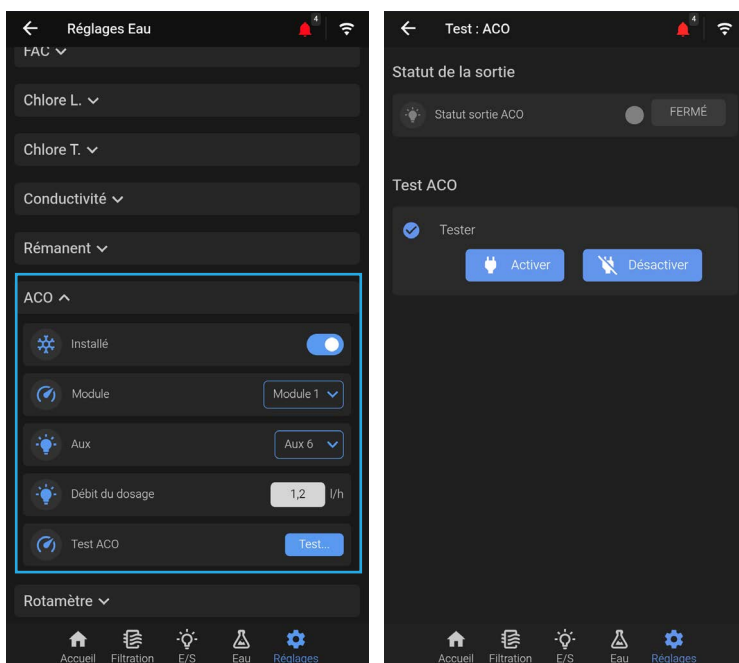 Réglages Eau
4
FAC
Chlore L.
Chlore T.
Conductivité
Rémanent
ACO
Installé
Module
Module 1
Aux
Aux 6
Débit du dosage
1,2
l/h
Test ACO
Test...
Rotamètre
Accueil
Filtration
E/S
Eau
Réglages
Test : ACO
4
Statut de la sortie
Statut sortie ACO
FERMÉ
Test ACO
Tester
Activer
Désactiver
Accueil
Filtration
E/S
Eau
Réglages